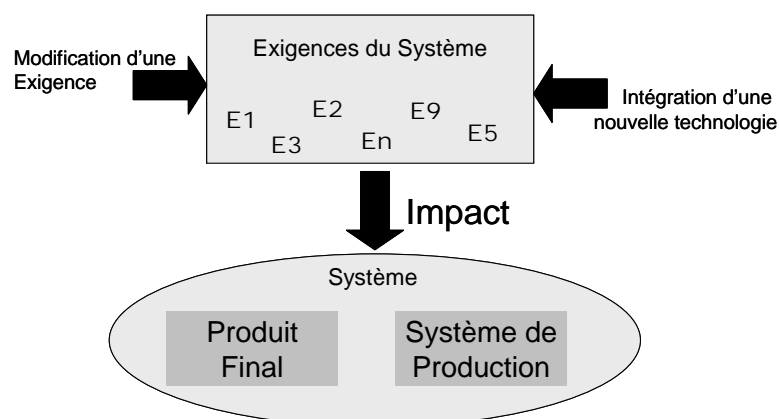 Modification d'une
Exigence
Exigences du Système
E1
E2
E3
En
E9
E5
Intégration d'une
nouvelle technologie
Impact
Système
Produit
Final
Système de
Production